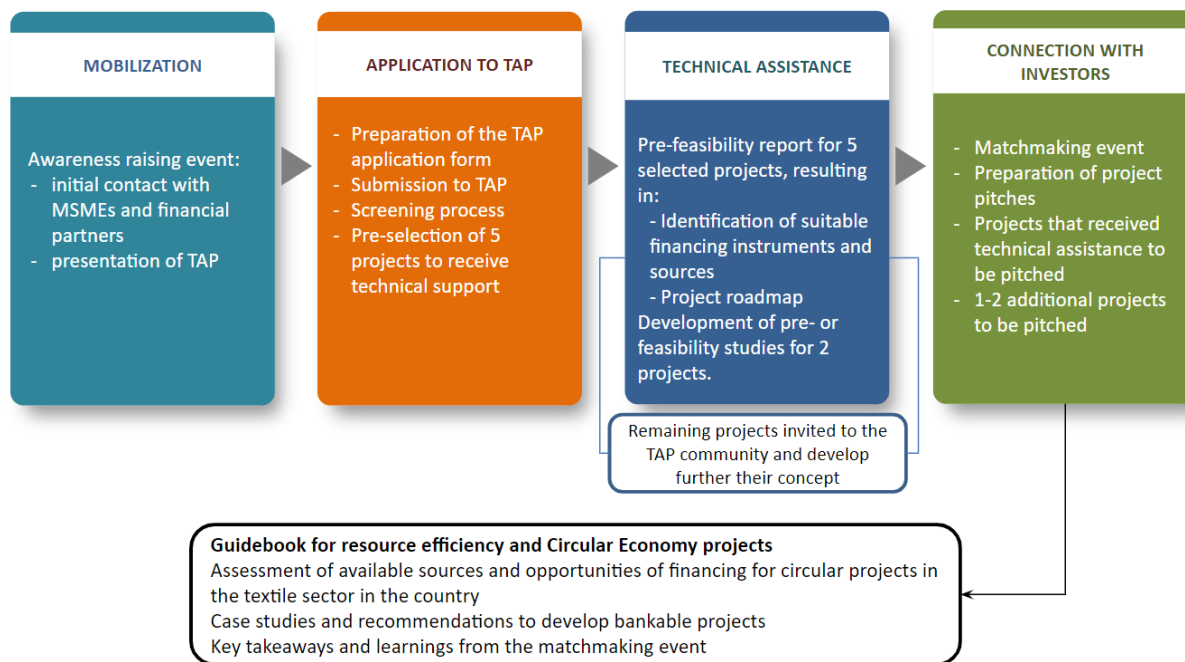 MOBILIZATION
Awareness raising event:
- initial contact with
MSMEs and financial
partners
- presentation of TAP
APPLICATION TO TAP
- Preparation of the TAP
application form
- Submission to TAP
- Screening process
- Pre-selection of 5
projects to receive
technical support
TECHNICAL ASSISTANCE
Pre-feasibility report for 5
selected projects, resulting
in:
- Identification of suitable
financing instruments and
sources
- Project roadmap
Development of pre- or
feasibility studies for 2
projects.
Remaining projects invited to the
TAP community and develop
further their concept
CONNECTION WITH
INVESTORS
- Matchmaking event
- Preparation of project
pitches
- Projects that received
technical assistance to
be pitched
- 1-2 additional projects
to be pitched
Guidebook for resource efficiency and Circular Economy projects
Assessment of available sources and opportunities of financing for circular projects in
the textile sector in the country
Case studies and recommendations to develop bankable projects
Key takeaways and learnings from the matchmaking event